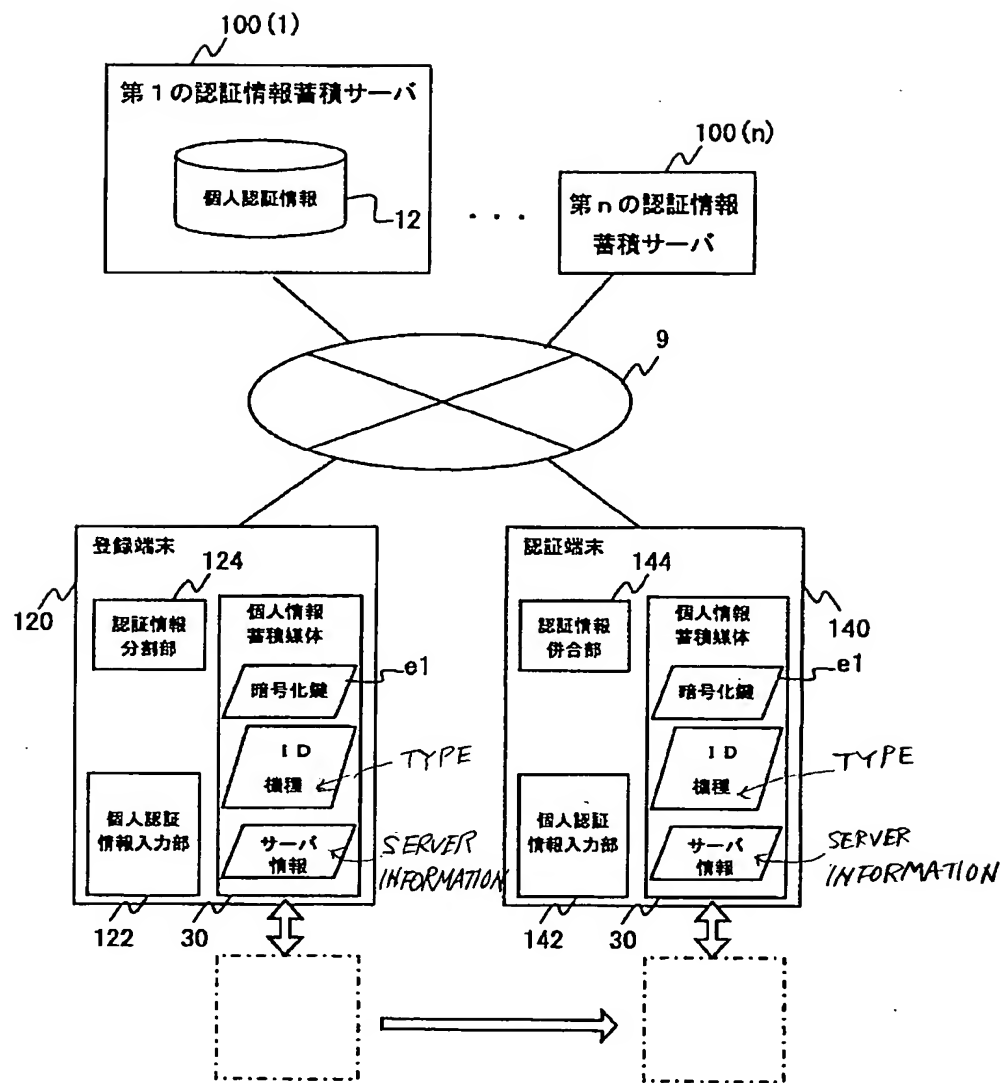 100(1)
第1の認証情報蓄積サーバ
個人認証情報
12
100(n)
・・・
第nの認証情報
蓄積サーバ
9
登録端末
124
120
認証情報
分割部
個人情報
蓄積媒体
e1
暗号化鍵
ID
機種
TYPE
個人認証
情報入力部
サーバ
情報
SERVER
INFORMATION
122
30
認証端末
144
認証情報
併合部
個人情報
蓄積媒体
140
e1
暗号化鍵
ID
機種
TYPE
個人認証
情報入力部
サーバ
情報
SERVER
INFORMATION
142
30